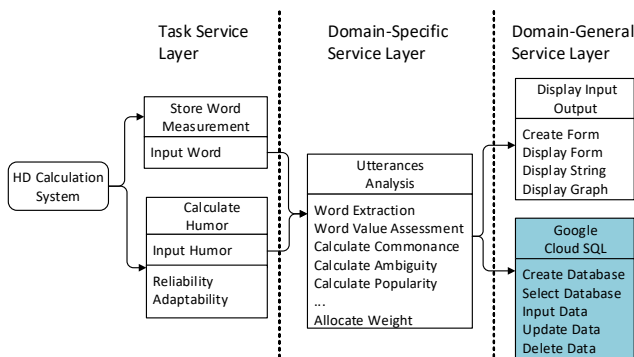 Task Service
Layer
Domain-Specific
Service Layer
Domain-General
Service Layer
HD Calculation
System
Store Word
Measurement
Input Word
Calculate
Humor
Input Humor
Reliability
Adaptability
Utterances
Analysis
Word Extraction
Word Value Assessment
Calculate Commonance
Calculate Ambiguity
Calculate Popularity
...
Allocate Weight
Display Input
Output
Create Form
Display Form
Display String
Display Graph
Google
Cloud SQL
Create Database
Select Database
Input Data
Update Data
Delete Data